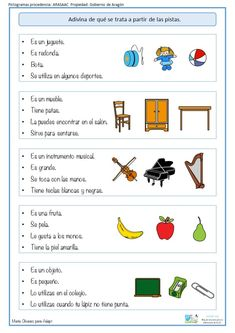 Pictogramas procedencia: ARASAAC Propiedad: Gobierno de Aragón
Adivina de qué se trata a partir de las pistas.
Es un juguete.
Es redonda.
Bota.
Se utiliza en algunos deportes.
Es un mueble.
Tiene patas.
La puedes encontrar en el salón.
Sirve para sentarse.
Es un instrumento musical.
Es grande.
Se toca con las manos.
Tiene teclas blancas y negras.
Es una fruta.
Se pela.
Le gusta a los monos.
Tiene la piel amarilla.
Es un objeto.
Es pequeño.
Lo utilizas en el colegio.
Lo utilizas cuando tu lápiz no tiene punta.